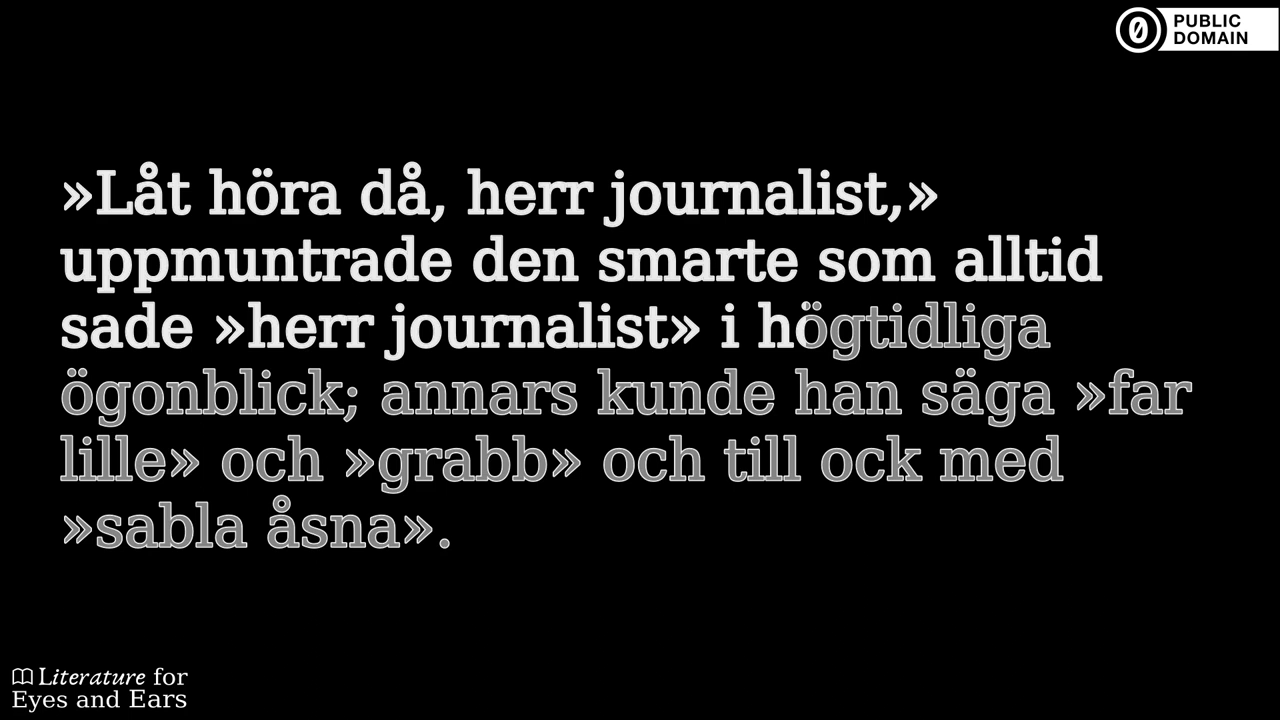 PUBLIC
DOMAIN
»Låt höra då, herr journalist,»
uppmuntrade den smarte som alltid
sade »herr journalist» i högtidliga
ögonblick; annars kunde han säga »far
lille» och »grabb» och till ock med
»sabla åsna».
Literature for
Eyes and Ears